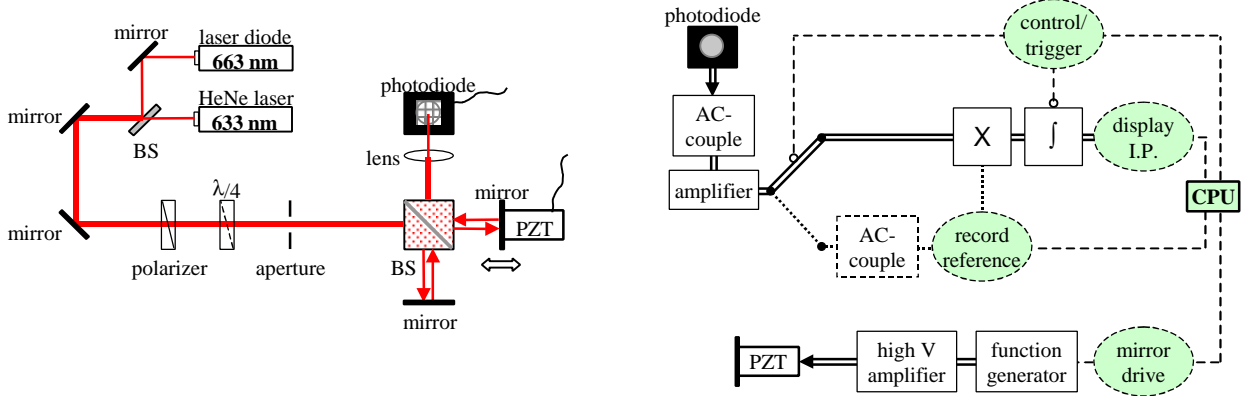 mirror
laser diode
663 nm
HeNe laser
633 nm
mirror
BS
photodiode
lens
mirror
λ/4
mirror
PZT
polarizer
aperture
BS
mirror
photodiode
control/
trigger
AC-
couple
X
∫
display
I.P.
amplifier
CPU
AC-
couple
record
reference
PZT
high V
amplifier
function
generator
mirror
drive